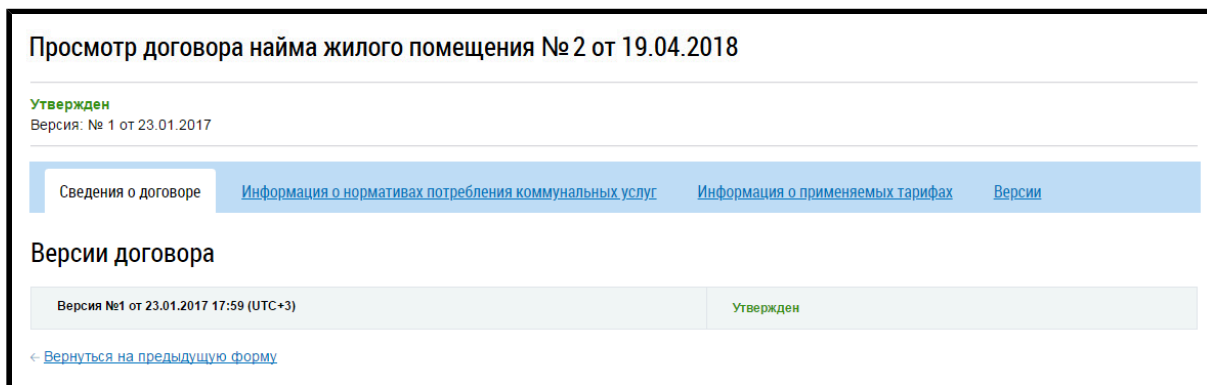 Просмотр договора найма жилого помещения № 2 от 19.04.2018
Утвержден
Версия: № 1 от 23.01.2017
Сведения о договоре Информация о нормативах потребления коммунальных услуг Информация о применяемых тарифах Версии
Версии договора
Версия №1 от 23.01.2017 17:59 (UTC+3) Утвержден
← Вернуться на предыдущую форму